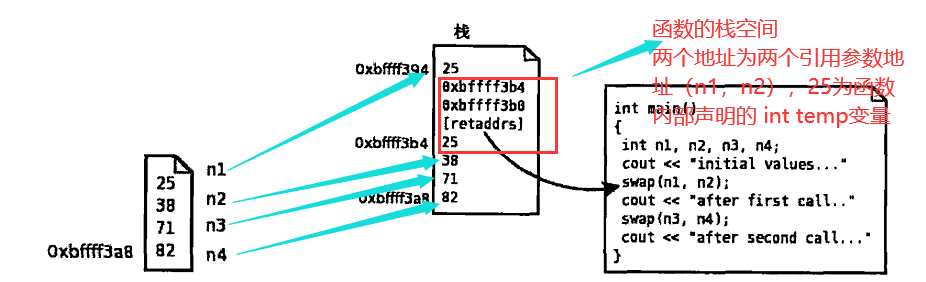 栈
函数的栈空间
两个地址为两个引用参数地
址（n1，n2），25为函数
内部声明的 int temp变量
0xbffff394
25
0xbffff3b4
0xbffff3b0
[retaddrs]
0xbffff3b4
25
38
71
0xbffff3a8
82
n1
25
n2
38
n3
71
0xbffff3a8
82
n4
int main()
{
int n1, n2, n3, n4;
cout << "initial values..."
swap(n1, n2);
cout << "after first call.."
swap(n3, n4);
cout << "after second call..."
}